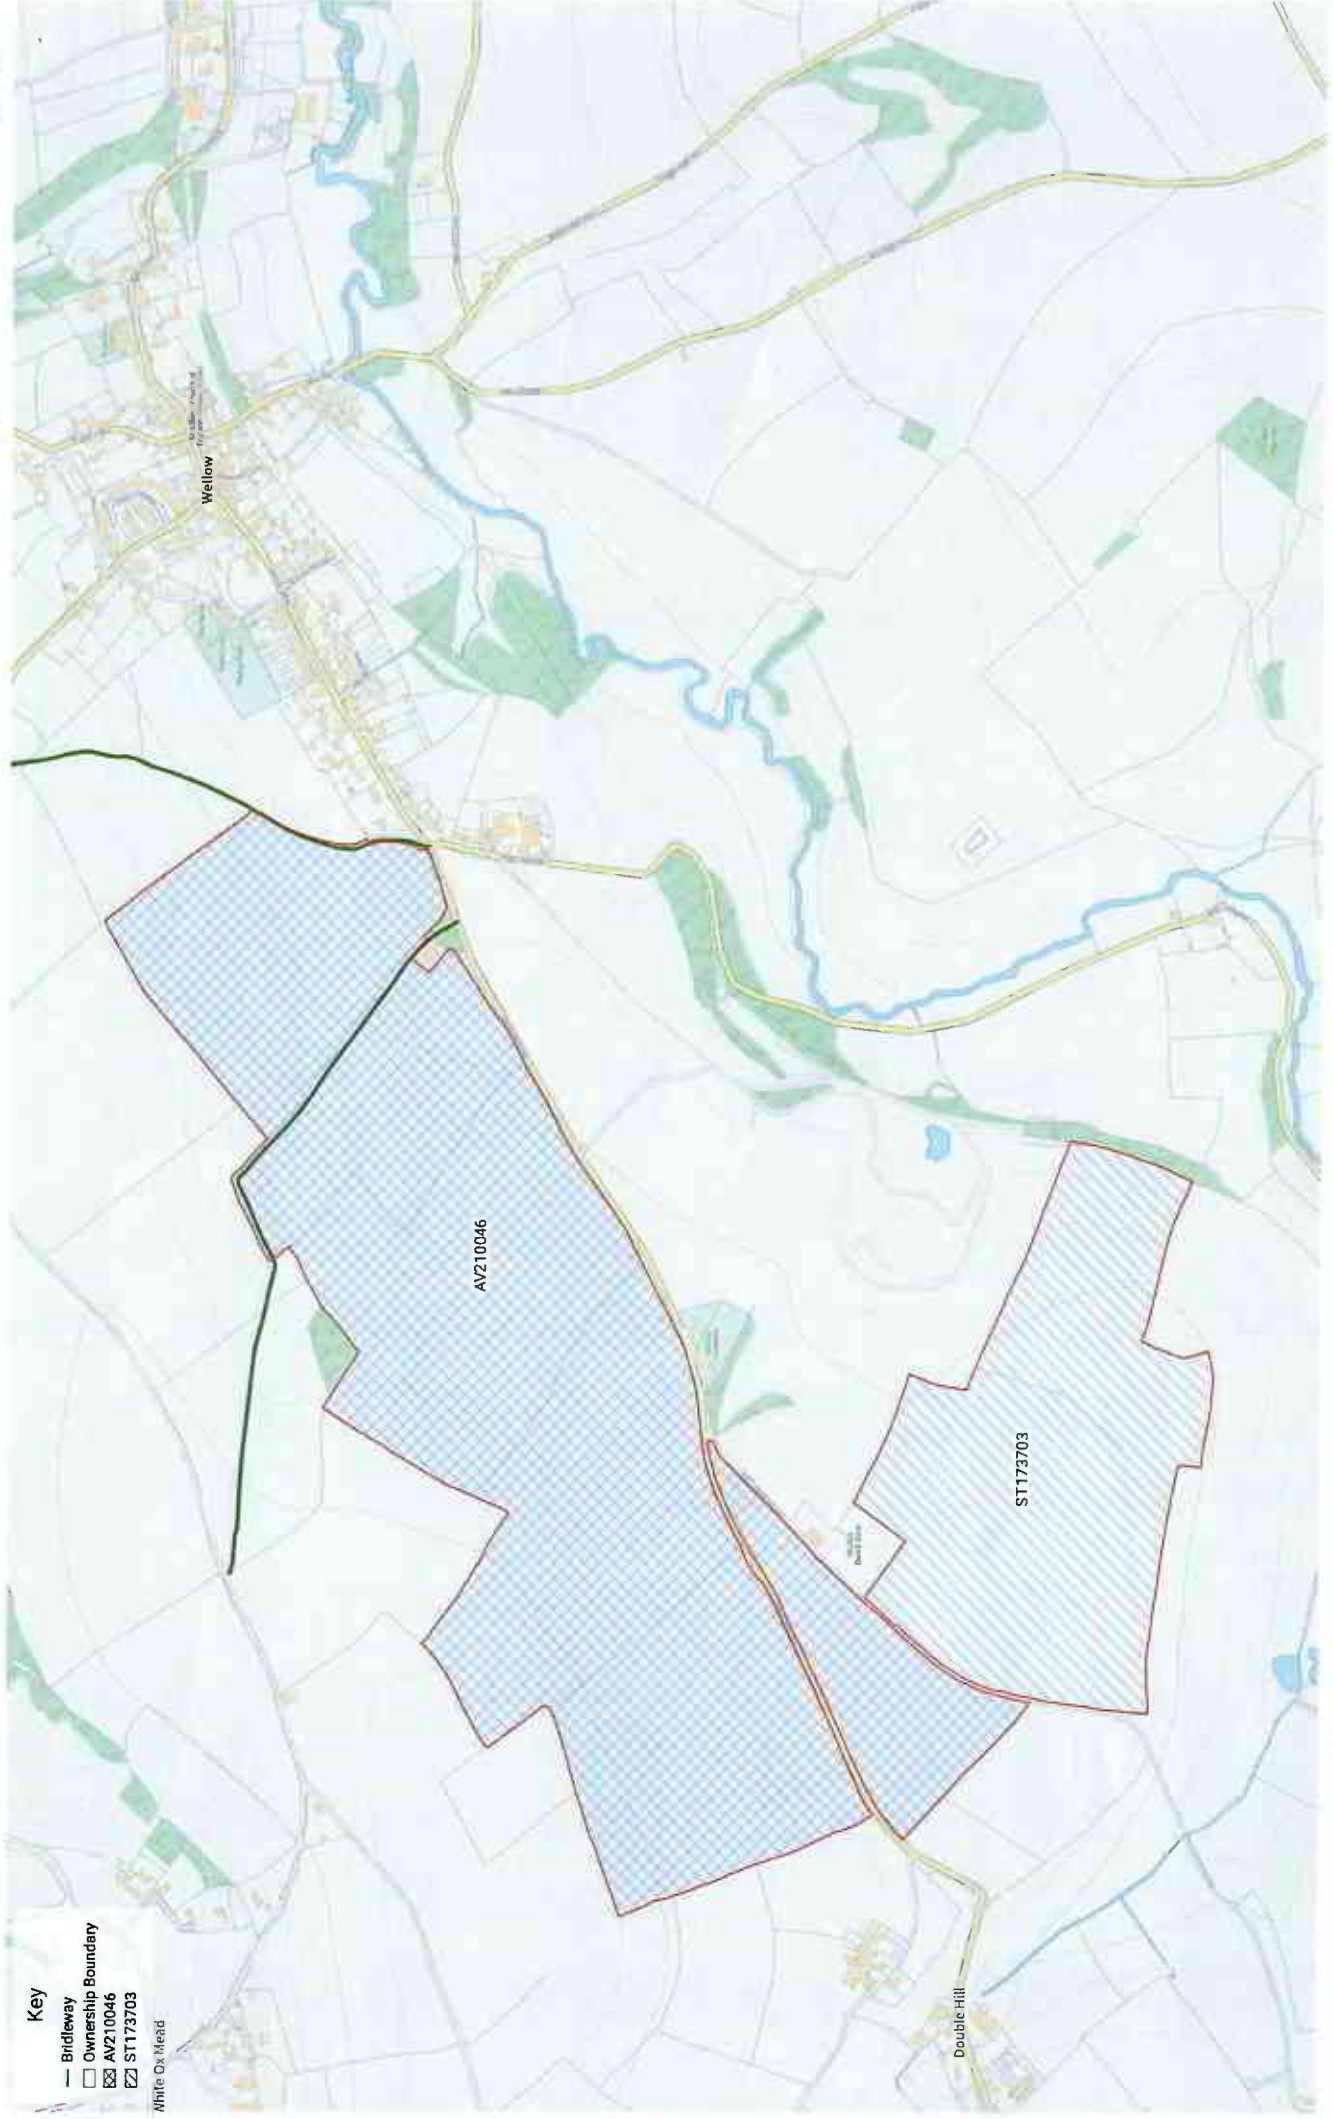 Key
Bridleway
Ownership Boundary
AV210046
ST173703
White Ox Mead
Wellow
AV210046
ST173703
Double Hill